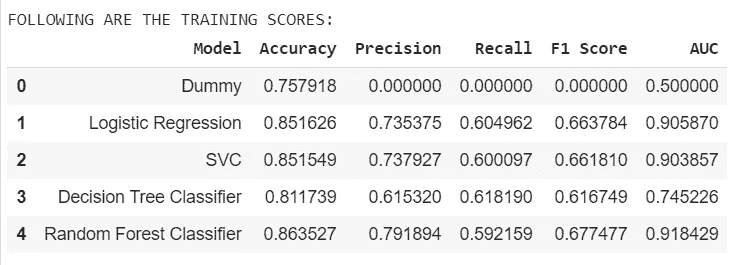 FOLLOWING ARE THE TRAINING SCORES:
Model Accuracy Precision Recall F1 Score AUC
0 Dummy 0.757918 0.000000 0.000000 0.000000 0.500000
1 Logistic Regression 0.851626 0.735375 0.604962 0.663784 0.905870
2 SVC 0.851549 0.737927 0.600097 0.661810 0.903857
3 Decision Tree Classifier 0.811739 0.615320 0.618190 0.616749 0.745226
4 Random Forest Classifier 0.863527 0.791894 0.592159 0.677477 0.918429